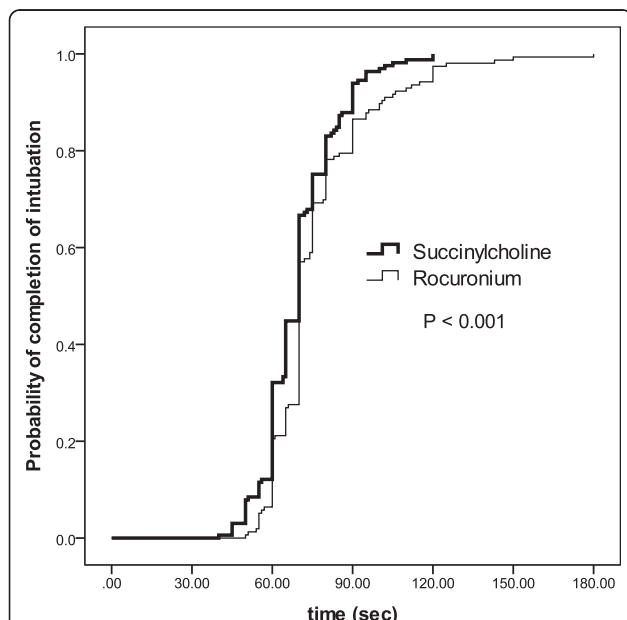 Probability of completion of intubation
1.0
0.8
0.6
0.4
0.2
0.0
Succinylcholine
Rocuronium
P < 0.001
.00 30.00 60.00 90.00 120.00 150.00 180.00
time (sec)